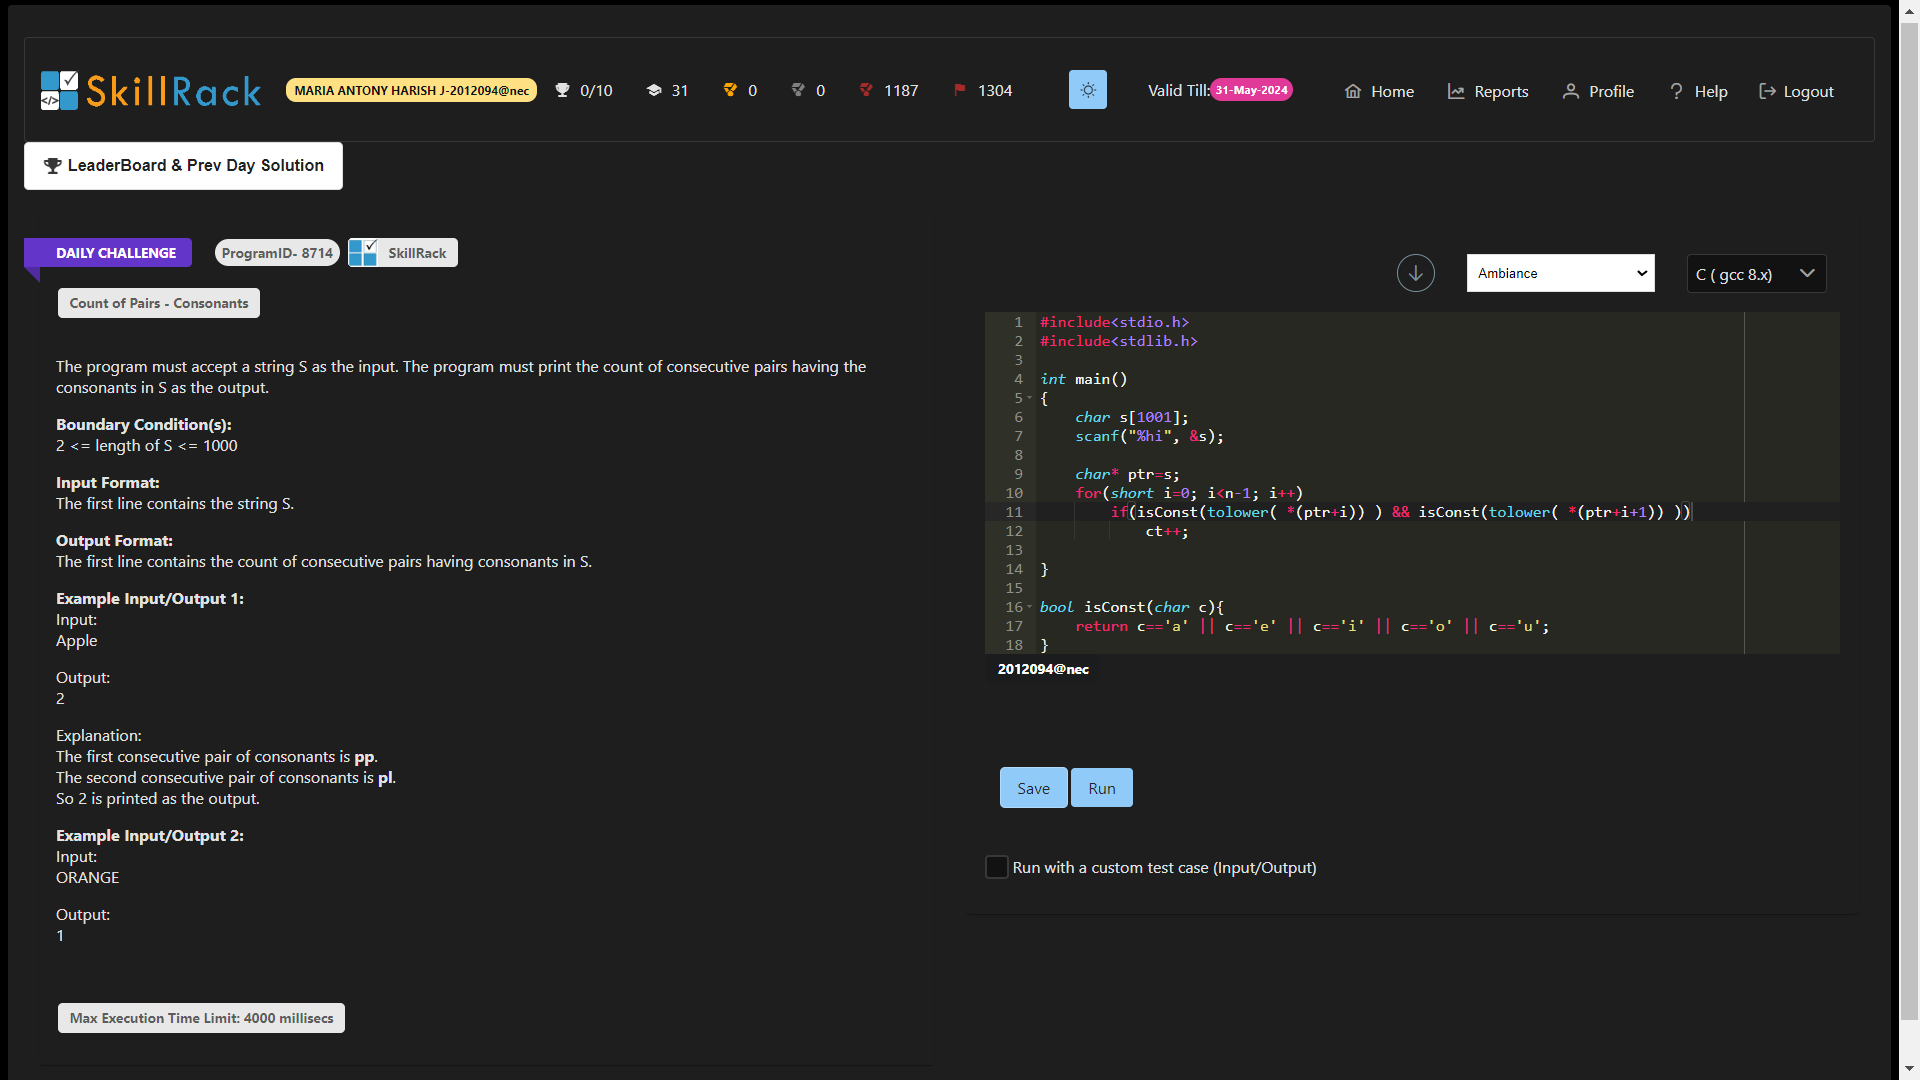 SkillRack
MARIA ANTONY HARISH J-2012094@nec
0/10
31
0
0
1187
1304
Valid Till: 31-May-2024
Home
Reports
Profile
? Help
Logout
LeaderBoard & Prev Day Solution
DAILY CHALLENGE
ProgramID- 8714
SkillRack
Count of Pairs - Consonants
The program must accept a string S as the input. The program must print the count of consecutive pairs having the
consonants in S as the output.
Boundary Condition(s):
2 <= length of S <= 1000
Input Format:
The first line contains the string S.
Output Format:
The first line contains the count of consecutive pairs having consonants in S.
Example Input/Output 1:
Input:
Apple
Output:
2
Explanation:
The first consecutive pair of consonants is pp.
The second consecutive pair of consonants is pl.
So 2 is printed as the output.
Example Input/Output 2:
Input:
ORANGE
Output:
1
Max Execution Time Limit: 4000 millisecs
Ambiance
C ( gcc 8.x)
1 #include<stdio.h>
2 #include<stdlib.h>
3
4 int main()
5 {
6 char s[1001];
7 scanf("%hi", &s);
8
9 char* ptr=s;
10 for(short i=0; i<n-1; i++)
11 if(isConst(tolower( *(ptr+i)) ) && isConst(tolower( *(ptr+i+1)) ))
12 ct++;
13
14 }
15
16 bool isConst(char c){
17 return c=='a' || c=='e' || c=='i' || c=='o' || c=='u';
18 }
2012094@nec
Save
Run
Run with a custom test case (Input/Output)